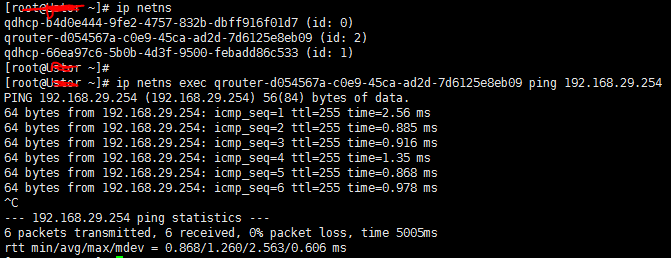 [root@ ~]# ip netns
qdhcp-b4d0e444-9fe2-4757-832b-dbff916f01d7 (id: 0)
qrouter-d054567a-c0e9-45ca-ad2d-7d6125e8eb09 (id: 2)
qdhcp-66ea97c6-5b0b-4d3f-9500-febadd86c533 (id: 1)
[root@ ~]#
[root@ ~]# ip netns exec qrouter-d054567a-c0e9-45ca-ad2d-7d6125e8eb09 ping 192.168.29.254
PING 192.168.29.254 (192.168.29.254) 56(84) bytes of data.
64 bytes from 192.168.29.254: icmp_seq=1 ttl=255 time=2.56 ms
64 bytes from 192.168.29.254: icmp_seq=2 ttl=255 time=0.885 ms
64 bytes from 192.168.29.254: icmp_seq=3 ttl=255 time=0.916 ms
64 bytes from 192.168.29.254: icmp_seq=4 ttl=255 time=1.35 ms
64 bytes from 192.168.29.254: icmp_seq=5 ttl=255 time=0.868 ms
64 bytes from 192.168.29.254: icmp_seq=6 ttl=255 time=0.978 ms
^C
--- 192.168.29.254 ping statistics ---
6 packets transmitted, 6 received, 0% packet loss, time 5005ms
rtt min/avg/max/mdev = 0.868/1.260/2.563/0.606 ms